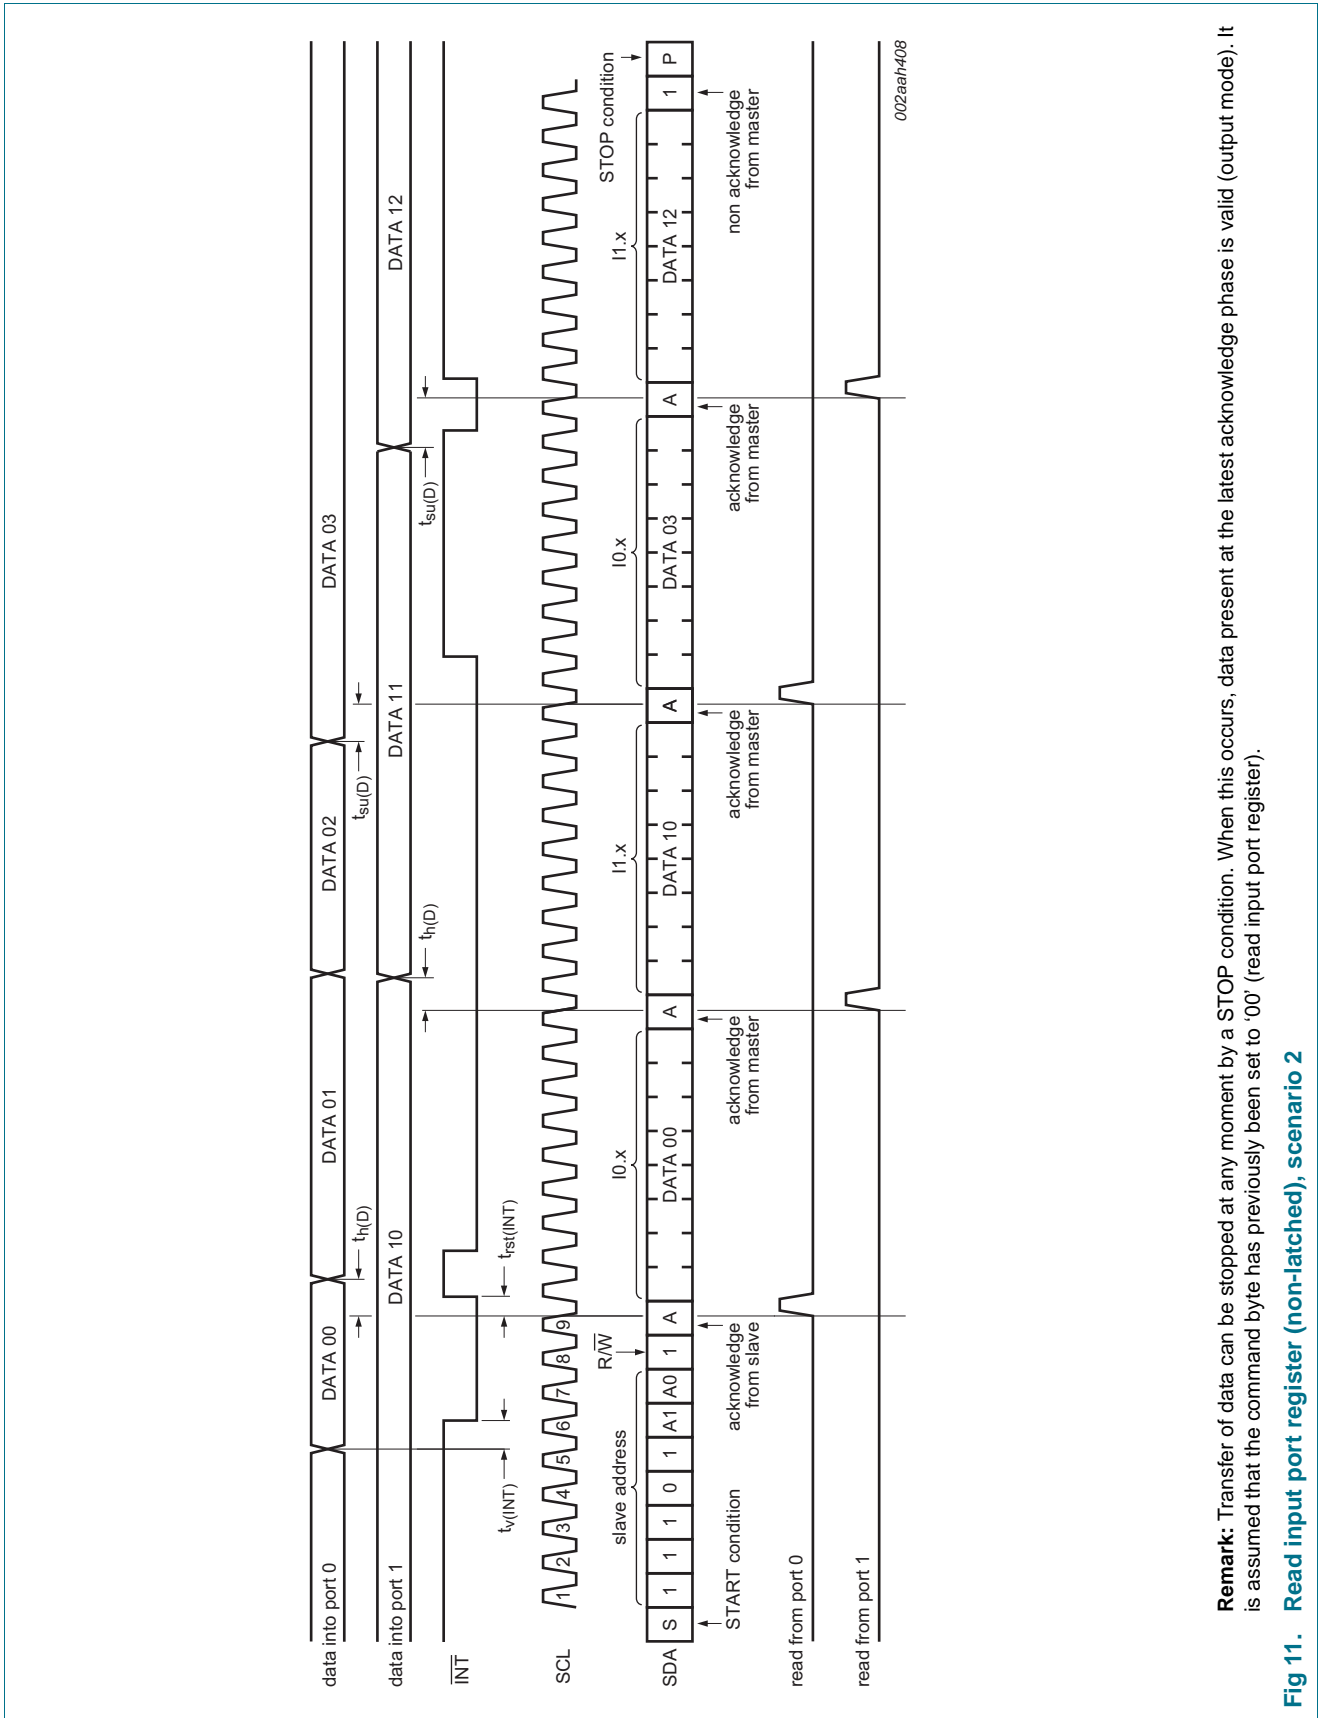 data into port 0
DATA 00
DATA 01
DATA 02
DATA 03
th(D)
tsu(D)
data into port 1
DATA 10
DATA 11
DATA 12
th(D)
tsu(D)
INT
tv(INT)
trst(INT)
SCL
1 2 3 4 5 6 7 8 9
slave address
R/W
I0.x
I1.x
I0.x
I1.x
STOP condition
SDA
S 1 1 1 0 1 A1 A0 1 A DATA 00 A DATA 10 A DATA 03 A DATA 12 1 P
START condition
acknowledge
from slave
acknowledge
from master
acknowledge
from master
acknowledge
from master
non acknowledge
from master
read from port 0
read from port 1
002aah408
Remark: Transfer of data can be stopped at any moment by a STOP condition. When this occurs, data present at the latest acknowledge phase is valid (output mode). It
is assumed that the command byte has previously been set to ‘00’ (read input port register).
Fig 11. Read input port register (non-latched), scenario 2